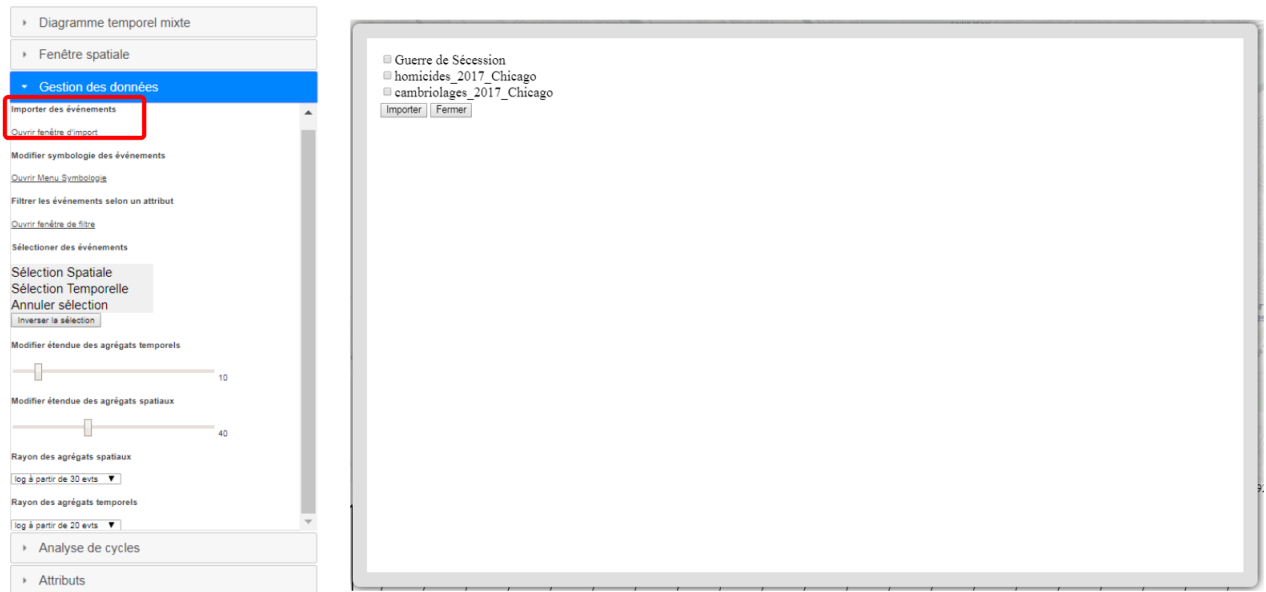 Diagramme temporel mixte
Fenêtre spatiale
Gestion des données
Importer des événements
Ouvrir fenêtre d'import
Modifier symbologie des événements
Ouvrir Menu Symbologie
Filtrer les événements selon un attribut
Ouvrir fenêtre de filtre
Sélectioner des événements
Sélection Spatiale
Sélection Temporelle
Annuler sélection
Inverser la sélection
Modifier étendue des agrégats temporels
10
Modifier étendue des agrégats spatiaux
40
Rayon des agrégats spatiaux
log à partir de 30 evts ▼
Rayon des agrégats temporels
log à partir de 20 evts ▼
Analyse de cycles
Attributs
Guerre de Sécession
homicides_2017_Chicago
cambriolages_2017_Chicago
Importer Fermer